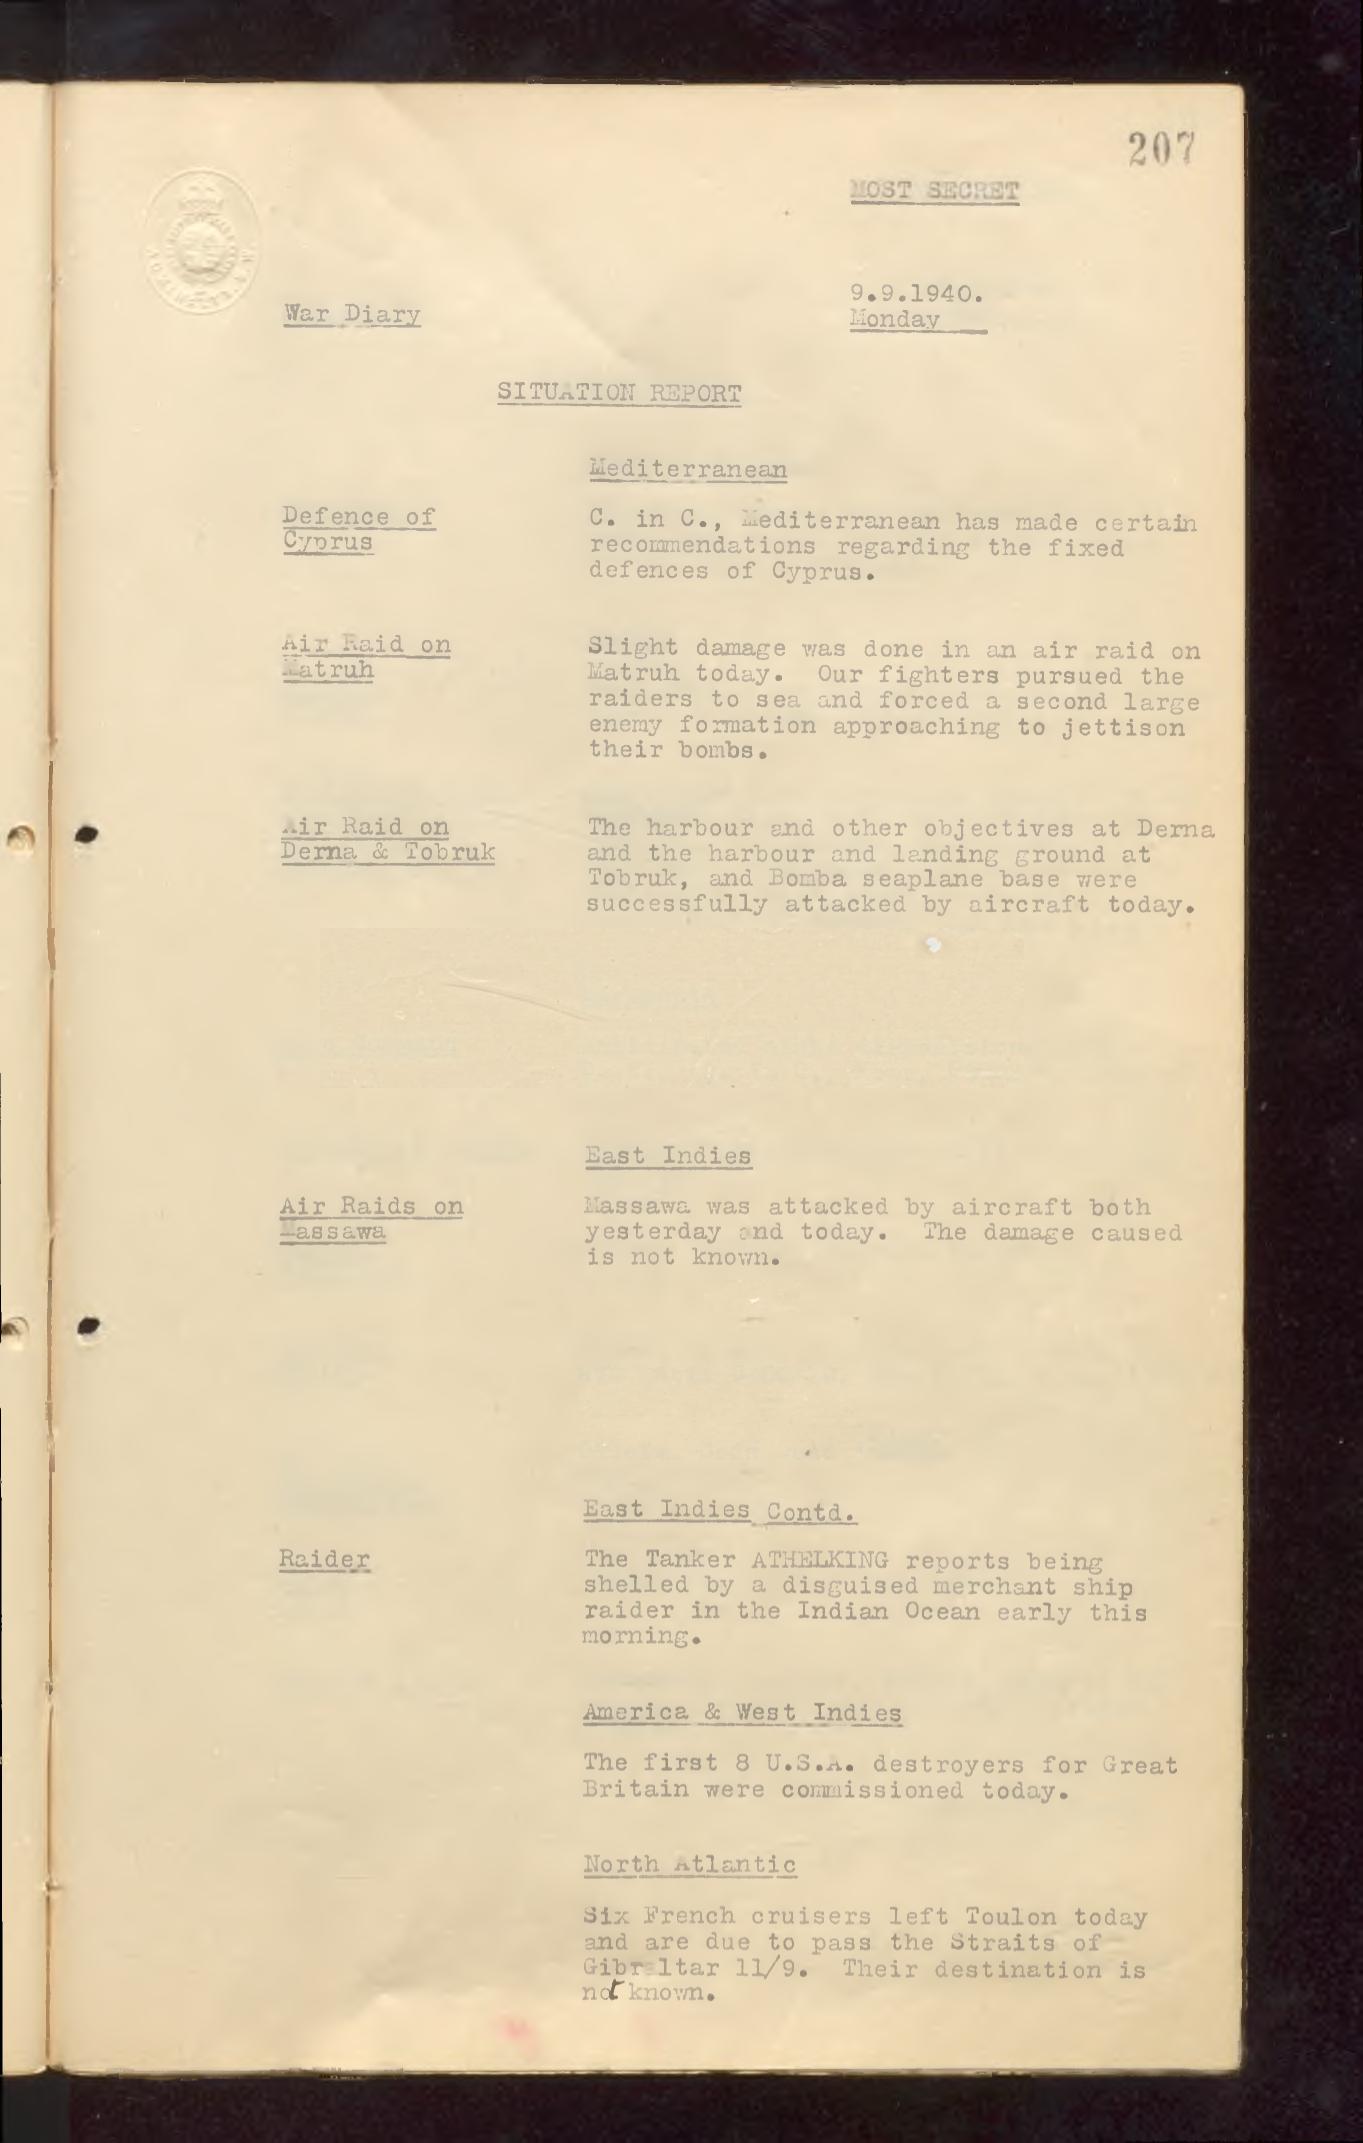 207
MOST SECRET
9.9.1940.
War Diary
Monday
SITUATION REPORT
Mediterranean
Defence of
Cyprus
C. in C., Mediterranean has made certain
recommendations regarding the fixed
defences of Cyprus.
Air Raid on
Matruh
Slight damage was done in an air raid on
Matruh today. Our fighters pursued the
raiders to sea and forced a second large
enemy formation approaching to jettison
their bombs.
Air Raid on
Derna & Tobruk
The harbour and other objectives at Derna
and the harbour and landing ground at
Tobruk, and Bomba seaplane base were
successfully attacked by aircraft today.
East Indies
Air Raids on
Massawa
Massawa was attacked by aircraft both
yesterday and today. The damage caused
is not known.
East Indies Contd.
Raider
The Tanker ATHELKING reports being
shelled by a disguised merchant ship
raider in the Indian Ocean early this
morning.
America & West Indies
The first 8 U.S.A. destroyers for Great
Britain were commissioned today.
North Atlantic
Six French cruisers left Toulon today
and are due to pass the Straits of
Gibraltar 11/9. Their destination is
not known.